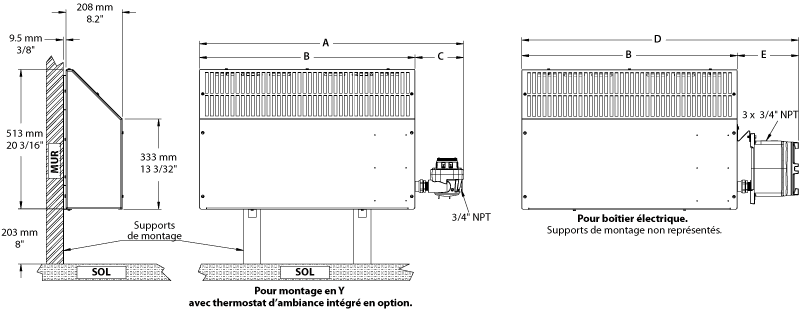 208 mm
8.2"
9.5 mm
3/8"
513 mm
20 3/16"
MUR
333 mm
13 3/32"
203 mm
8"
Supports
de montage
SOL
A
B
C
3/4" NPT
SOL
Pour montage en Y
avec thermostat d'ambiance intégré en option.
D
B
E
3 x 3/4" NPT
Pour boîtier électrique.
Supports de montage non représentés.